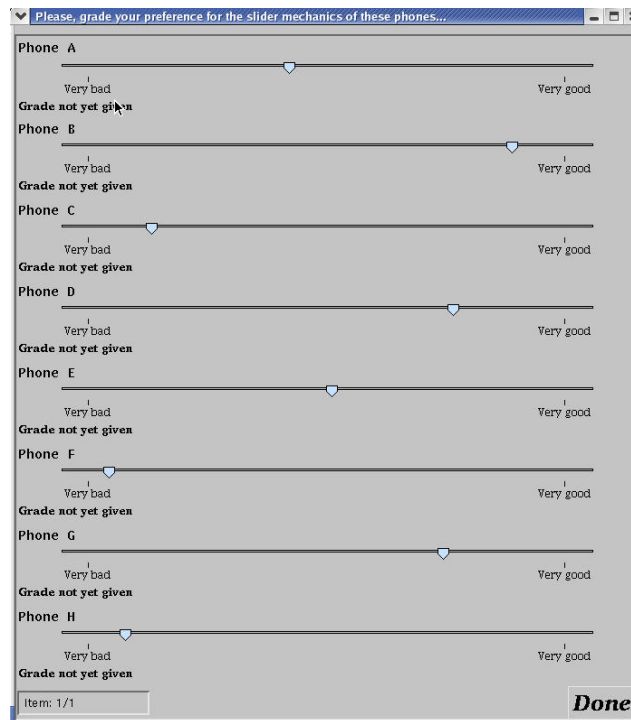 Please, grade your preference for the slider mechanics of these phones...
Phone A
Very bad Very good
Grade not yet given
Phone B
Very bad Very good
Grade not yet given
Phone C
Very bad Very good
Grade not yet given
Phone D
Very bad Very good
Grade not yet given
Phone E
Very bad Very good
Grade not yet given
Phone F
Very bad Very good
Grade not yet given
Phone G
Very bad Very good
Grade not yet given
Phone H
Very bad Very good
Grade not yet given
Item: 1/1 Done